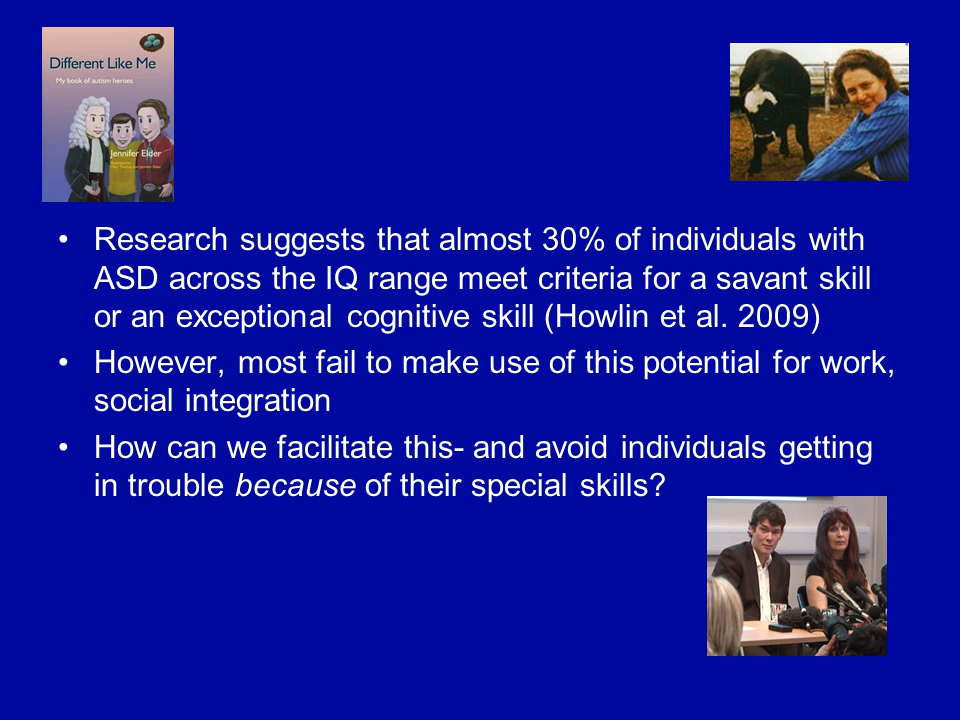 Different Like Me
My book of autism heroes
Jennifer Elder
• Research suggests that almost 30% of individuals with
ASD across the IQ range meet criteria for a savant skill
or an exceptional cognitive skill (Howlin et al. 2009)
• However, most fail to make use of this potential for work,
social integration
• How can we facilitate this- and avoid individuals getting
in trouble because of their special skills?